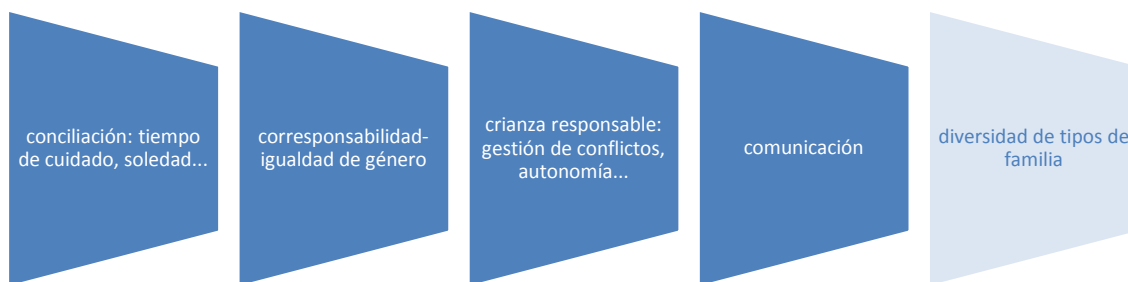 conciliación: tiempo
de cuidado, soledad...
corresponsabilidad-
igualdad de género
crianza responsable:
gestión de conflictos,
autonomía...
comunicación
diversidad de tipos de
familia